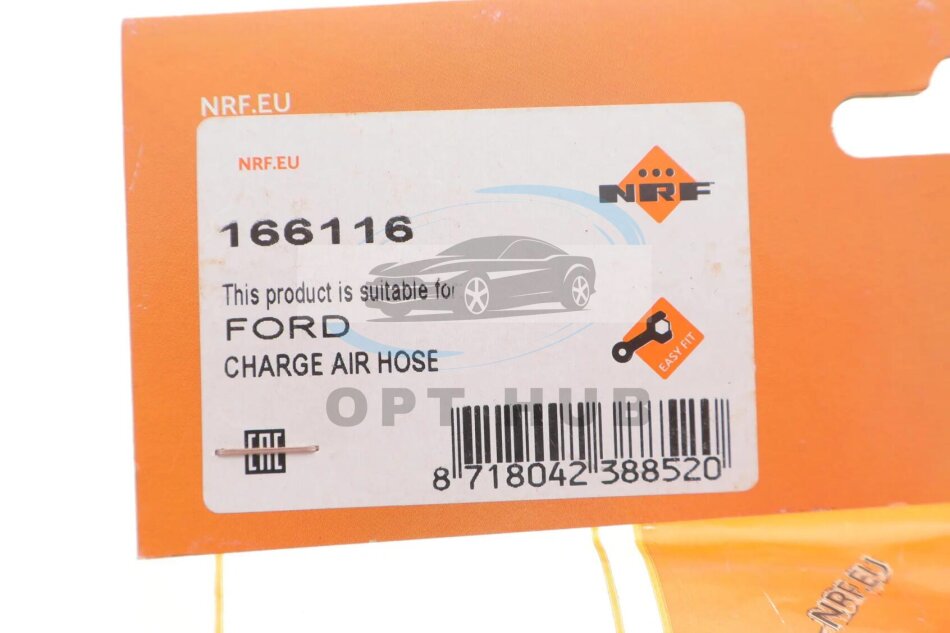 NRF.EU
NRF.EU
NRF
166116
This product is suitable for
FORD
CHARGE AIR HOSE
EASY FIT
OPT HUB
EAC
8 718042 388520
NRF.EU